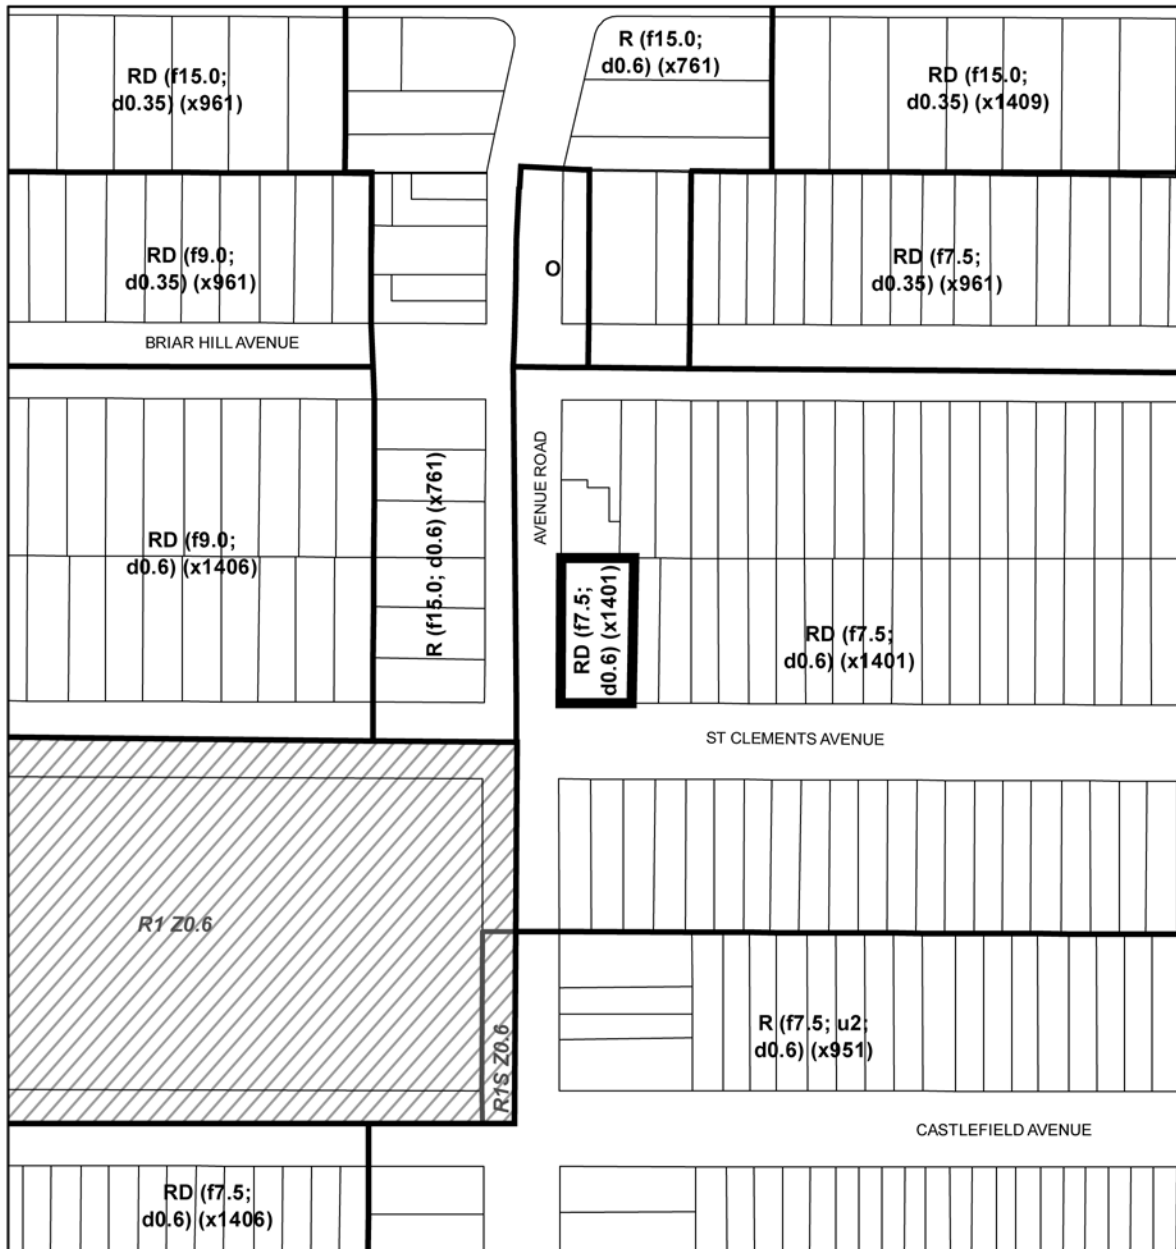 R (f15.0;
d0.6) (x761)
RD (f15.0;
d0.35) (x961)
RD (f15.0;
d0.35) (x1409)
RD (f9.0;
d0.35) (x961)
O
RD (f7.5;
d0.35) (x961)
BRIAR HILL AVENUE
AVENUE ROAD
R (f15.0; d0.6) (x761)
RD (f9.0;
d0.6) (x1406)
RD (f7.5;
d0.6) (x1401)
RD (f7.5;
d0.6) (x1401)
ST CLEMENTS AVENUE
R1 Z0.6
R1S Z0.6
R (f7.5; u2;
d0.6) (x951)
CASTLEFIELD AVENUE
RD (f7.5;
d0.6) (x1406)